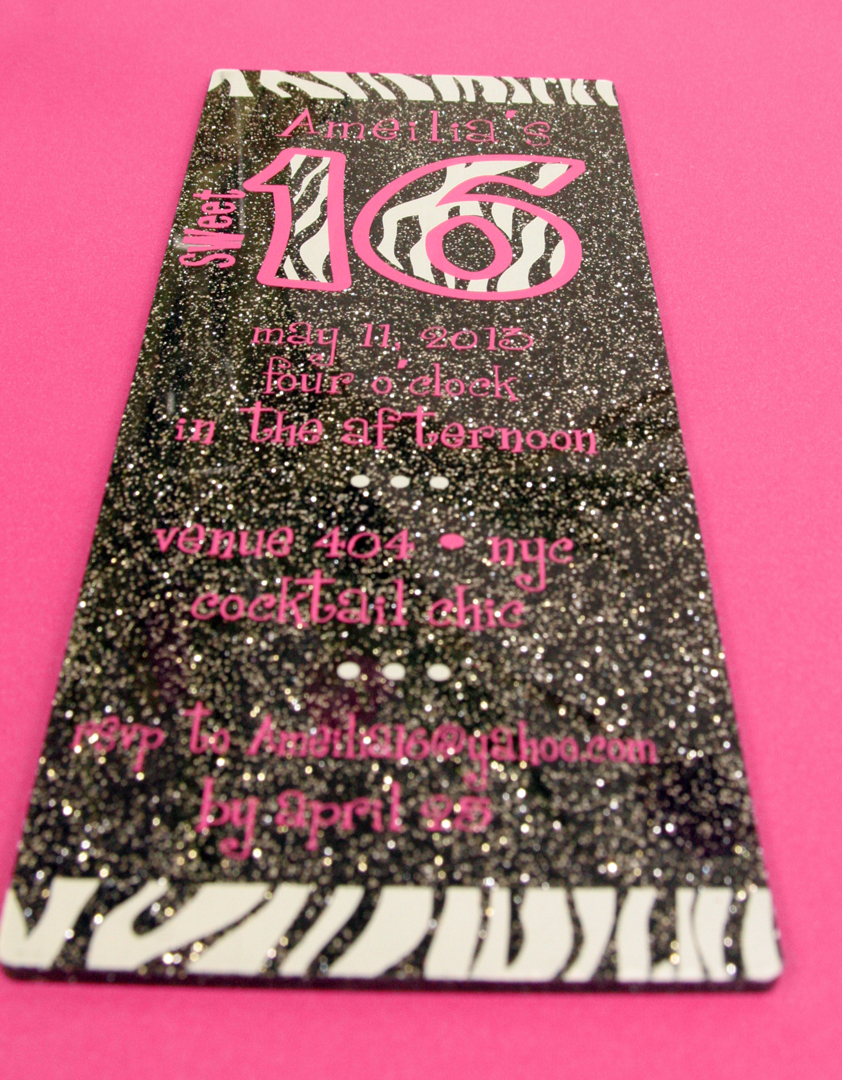 Ameilia's
sweet
16
may 11, 2013
four o'clock
in the afternoon
venue 404 • nyc
cocktail chic
rsvp to Ameilia16@yahoo.com
by april 25